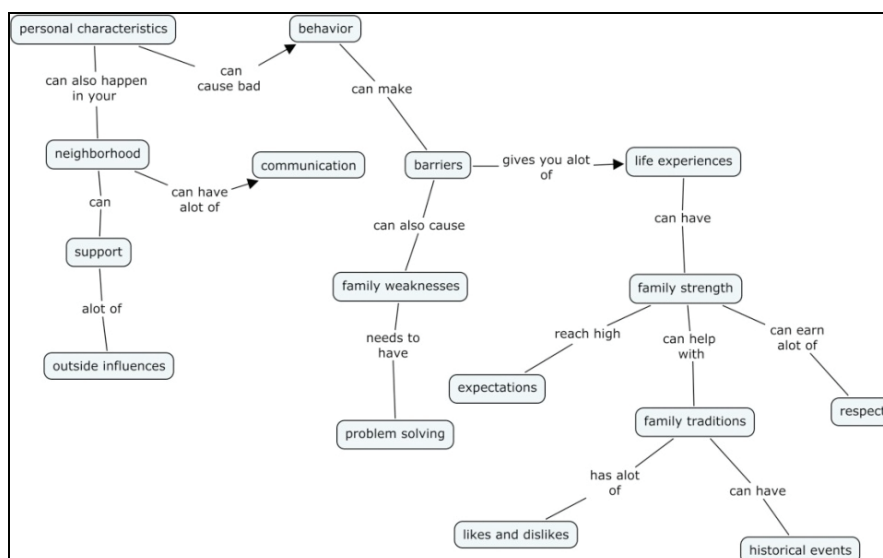 personal characteristics
behavior
can
cause bad
can also happen
in your
can make
neighborhood
communication
barriers
gives you alot
of
life experiences
can have
alot of
can
can also cause
can have
support
family weaknesses
family strength
alot of
needs to
have
reach high
can help
with
can earn
alot of
outside influences
expectations
respect
problem solving
family traditions
has alot
of
can have
likes and dislikes
historical events